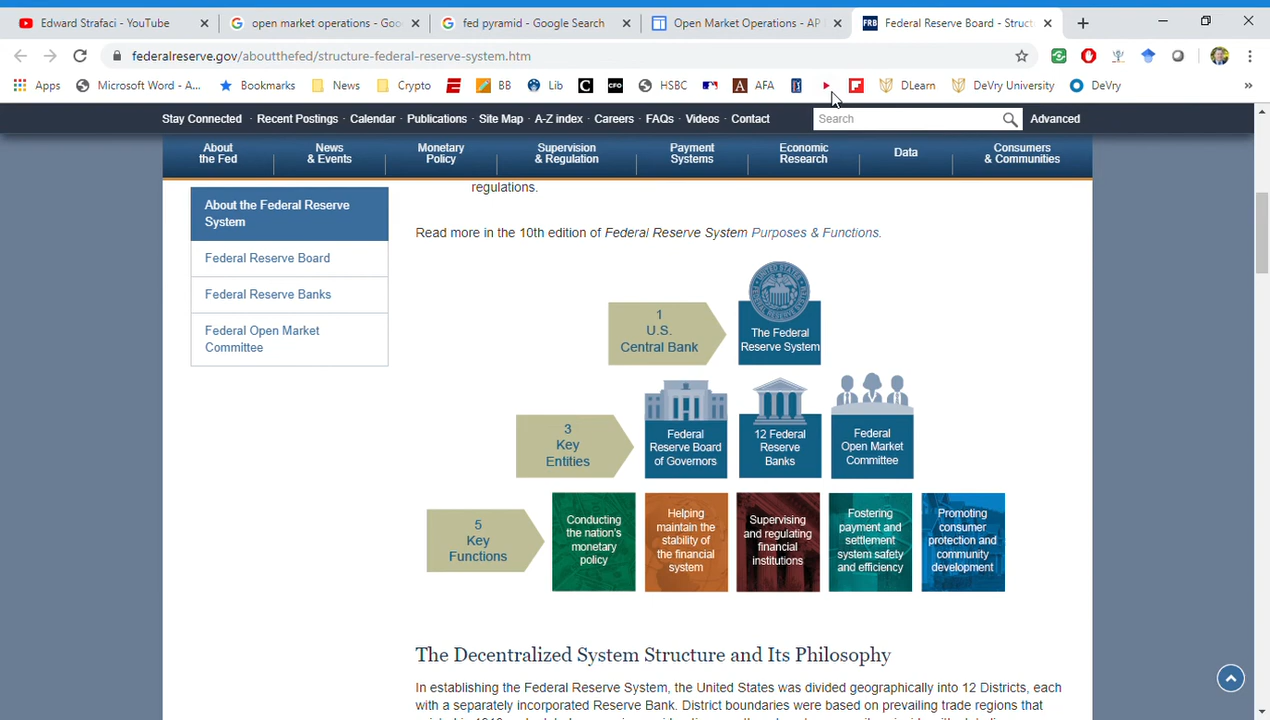 Edward Strafaci - YouTube
open market operations - Goo
fed pyramid - Google Search
Open Market Operations - AP
FRB
Federal Reserve Board - Struct
federalreserve.gov/aboutthefed/structure-federal-reserve-system.htm
Apps
Microsoft Word - A...
Bookmarks
News
Crypto
BB
Lib
CFO
HSBC
AFA
DLearn
DeVry University
DeVry
Stay Connected
Recent Postings
Calendar
Publications
Site Map
A-Z index
Careers
FAQs
Videos
Contact
Search
Advanced
About
the Fed
News
& Events
Monetary
Policy
Supervision
& Regulation
Payment
Systems
Economic
Research
Data
Consumers
& Communities
About the Federal Reserve
System
Federal Reserve Board
Federal Reserve Banks
Federal Open Market
Committee
regulations.
Read more in the 10th edition of Federal Reserve System Purposes & Functions.
1
U.S.
Central Bank
The Federal
Reserve System
3
Key
Entities
Federal
Reserve Board
of Governors
12 Federal
Reserve
Banks
Federal
Open Market
Committee
5
Key
Functions
Conducting
the nation's
monetary
policy
Helping
maintain the
stability of
the financial
system
Supervising
and regulating
financial
institutions
Fostering
payment and
settlement
system safety
and efficiency
Promoting
consumer
protection and
community
development
The Decentralized System Structure and Its Philosophy
In establishing the Federal Reserve System, the United States was divided geographically into 12 Districts, each
with a separately incorporated Reserve Bank. District boundaries were based on prevailing trade regions that